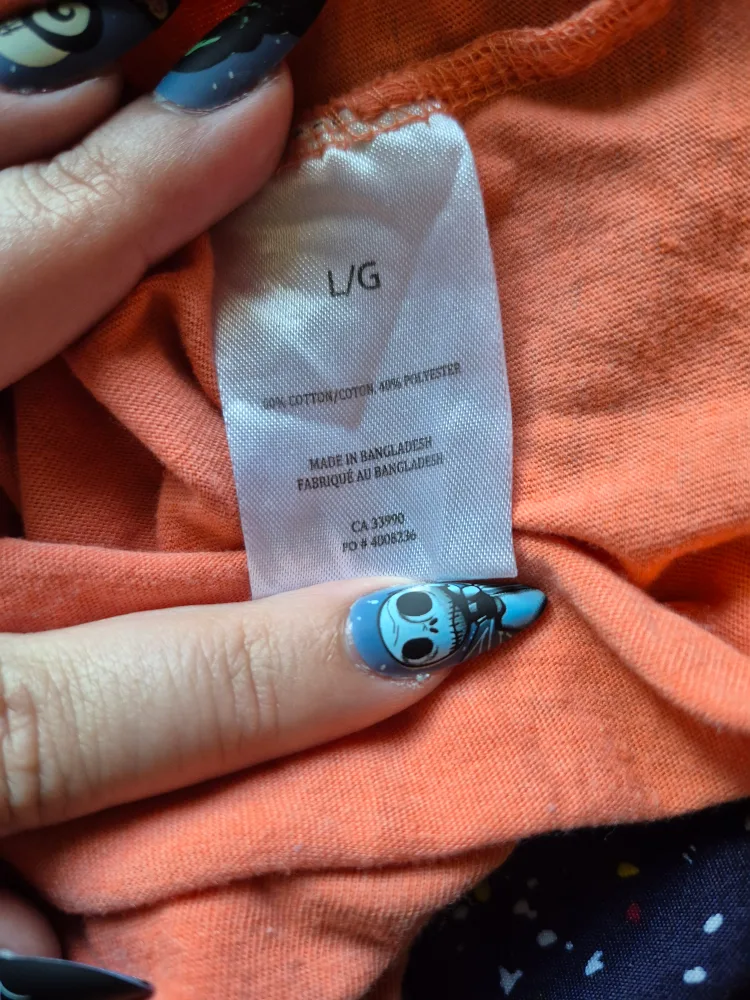 L/G
60% COTTON/COTON, 40% POLYESTER
MADE IN BANGLADESH
FABRIQUÉ AU BANGLADESH
CA 33990
PO # 4008236